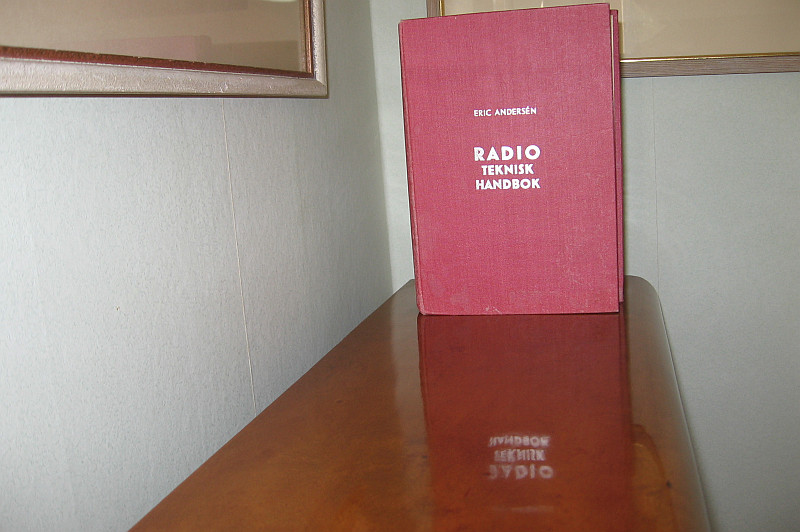 ERIC ANDERSÉN
RADIO
TEKNISK
HANDBOK